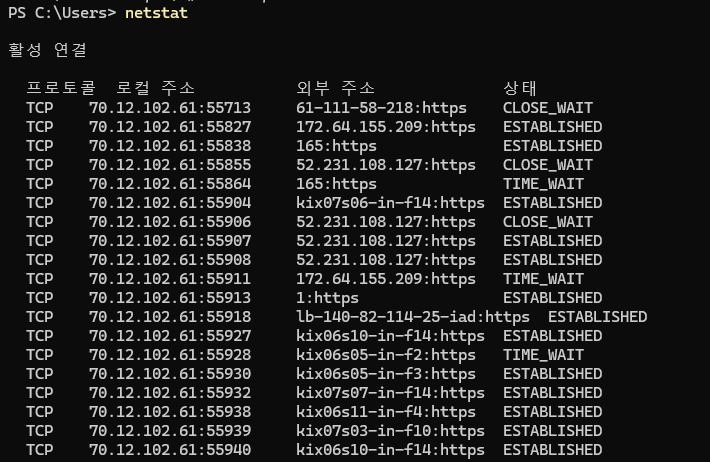 PS C:\Users> netstat
활성 연결
프로토콜 로컬 주소 외부 주소 상태
TCP 70.12.102.61:55713 61-111-58-218:https CLOSE_WAIT
TCP 70.12.102.61:55827 172.64.155.209:https ESTABLISHED
TCP 70.12.102.61:55838 165:https ESTABLISHED
TCP 70.12.102.61:55855 52.231.108.127:https CLOSE_WAIT
TCP 70.12.102.61:55864 165:https TIME_WAIT
TCP 70.12.102.61:55904 kix07s06-in-f14:https ESTABLISHED
TCP 70.12.102.61:55906 52.231.108.127:https CLOSE_WAIT
TCP 70.12.102.61:55907 52.231.108.127:https ESTABLISHED
TCP 70.12.102.61:55908 52.231.108.127:https ESTABLISHED
TCP 70.12.102.61:55911 172.64.155.209:https TIME_WAIT
TCP 70.12.102.61:55913 1:https ESTABLISHED
TCP 70.12.102.61:55918 lb-140-82-114-25-iad:https ESTABLISHED
TCP 70.12.102.61:55927 kix06s10-in-f14:https ESTABLISHED
TCP 70.12.102.61:55928 kix06s05-in-f2:https TIME_WAIT
TCP 70.12.102.61:55930 kix06s05-in-f3:https ESTABLISHED
TCP 70.12.102.61:55932 kix07s07-in-f14:https ESTABLISHED
TCP 70.12.102.61:55938 kix06s11-in-f4:https ESTABLISHED
TCP 70.12.102.61:55939 kix07s03-in-f10:https ESTABLISHED
TCP 70.12.102.61:55940 kix06s10-in-f14:https ESTABLISHED